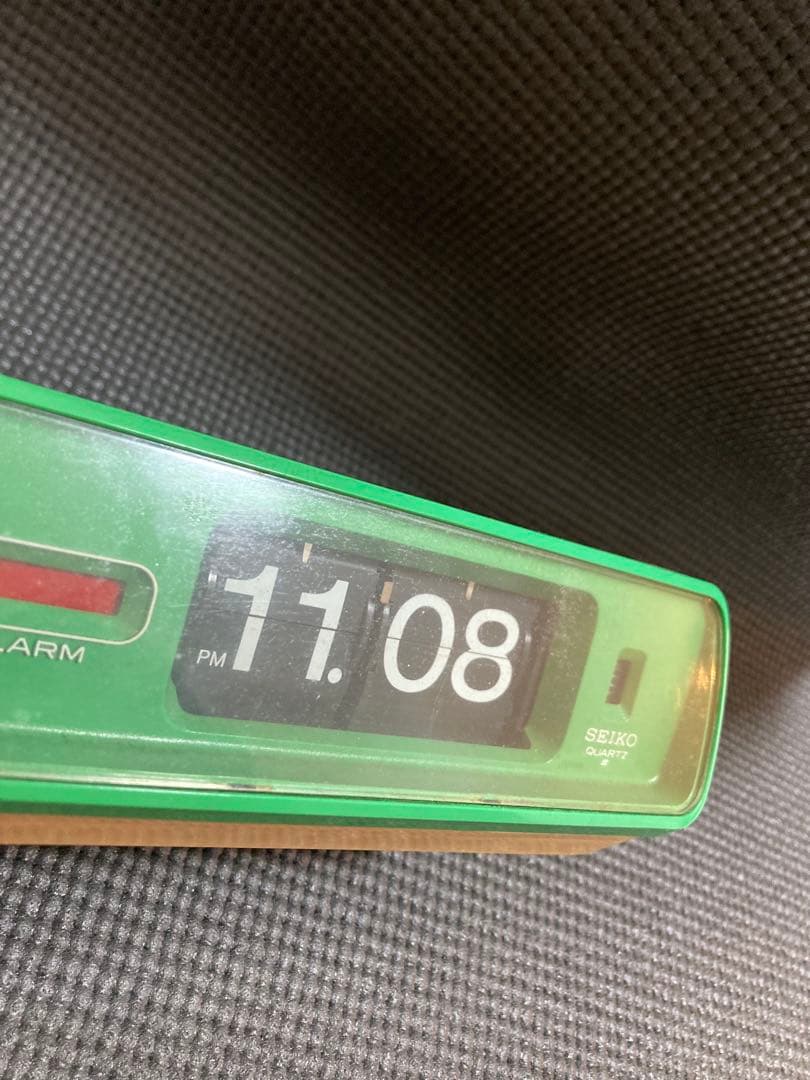 PM 11.08
LARM
SEIKO
QUARTZ